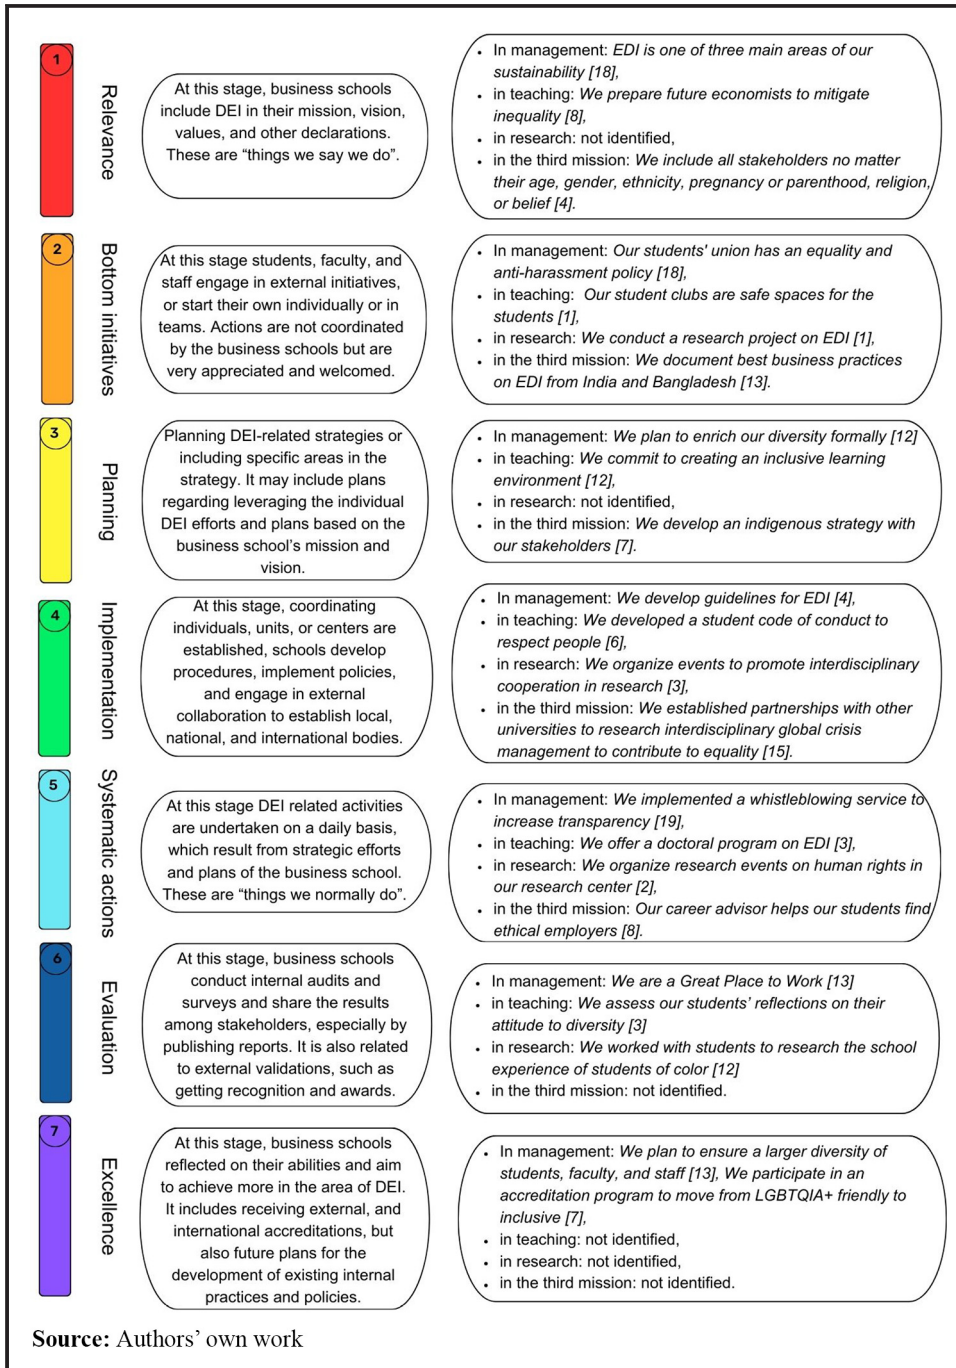 1
Relevance
At this stage, business schools
include DEI in their mission, vision,
values, and other declarations.
These are “things we say we do”.
• In management: EDI is one of three main areas of our
sustainability [18],
• in teaching: We prepare future economists to mitigate
inequality [8],
• in research: not identified,
• in the third mission: We include all stakeholders no matter
their age, gender, ethnicity, pregnancy or parenthood, religion,
or belief [4].
2
Bottom initiatives
At this stage students, faculty, and
staff engage in external initiatives,
or start their own individually or in
teams. Actions are not coordinated
by the business schools but are
very appreciated and welcomed.
• In management: Our students' union has an equality and
anti-harassment policy [18],
• in teaching: Our student clubs are safe spaces for the
students [1],
• in research: We conduct a research project on EDI [1],
• in the third mission: We document best business practices
on EDI from India and Bangladesh [13].
3
Planning
Planning DEI-related strategies or
including specific areas in the
strategy. It may include plans
regarding leveraging the individual
DEI efforts and plans based on the
business school’s mission and
vision.
• In management: We plan to enrich our diversity formally [12]
• in teaching: We commit to creating an inclusive learning
environment [12],
• in research: not identified,
• in the third mission: We develop an indigenous strategy with
our stakeholders [7].
4
Implementation
At this stage, coordinating
individuals, units, or centers are
established, schools develop
procedures, implement policies,
and engage in external
collaboration to establish local,
national, and international bodies.
• In management: We develop guidelines for EDI [4],
• in teaching: We developed a student code of conduct to
respect people [6],
• in research: We organize events to promote interdisciplinary
cooperation in research [3],
• in the third mission: We established partnerships with other
universities to research interdisciplinary global crisis
management to contribute to equality [15].
5
Systematic actions
At this stage DEI related activities
are undertaken on a daily basis,
which result from strategic efforts
and plans of the business school.
These are “things we normally do”.
• In management: We implemented a whistleblowing service to
increase transparency [19],
• in teaching: We offer a doctoral program on EDI [3],
• in research: We organize research events on human rights in
our research center [2],
• in the third mission: Our career advisor helps our students find
ethical employers [8].
6
Evaluation
At this stage, business schools
conduct internal audits and
surveys and share the results
among stakeholders, especially by
publishing reports. It is also related
to external validations, such as
getting recognition and awards.
• In management: We are a Great Place to Work [13]
• in teaching: We assess our students’ reflections on their
attitude to diversity [3]
• in research: We worked with students to research the school
experience of students of color [12]
• in the third mission: not identified.
7
Excellence
At this stage, business schools
reflected on their abilities and aim
to achieve more in the area of DEI.
It includes receiving external, and
international accreditations, but
also future plans for the
development of existing internal
practices and policies.
• In management: We plan to ensure a larger diversity of
students, faculty, and staff [13], We participate in an
accreditation program to move from LGBTQIA+ friendly to
inclusive [7],
• in teaching: not identified,
• in research: not identified,
• in the third mission: not identified.
Source: Authors’ own work